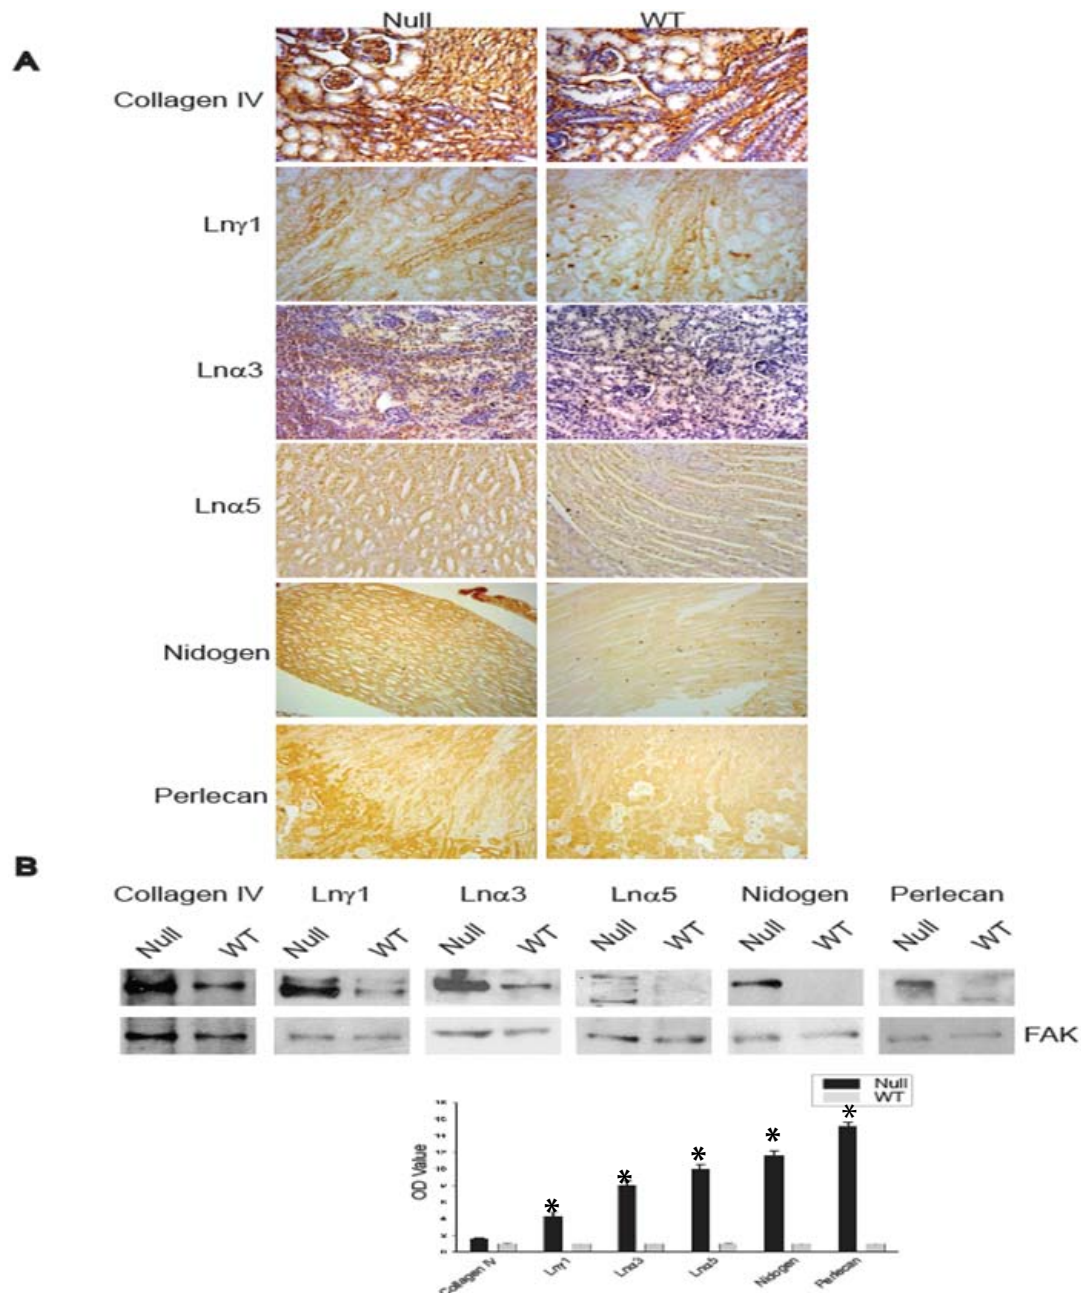 Null WT
A
Collagen IV
Lnγ1
Lnα3
Lnα5
Nidogen
Perlecan
B
Collagen IV Lnγ1 Lnα3 Lnα5 Nidogen Perlecan
Null WT Null WT Null WT Null WT Null WT Null WT
FAK
Null
WT
OD Value
* * * * *
Collagen IV Lnγ1 Lnα3 Lnα5 Nidogen Perlecan